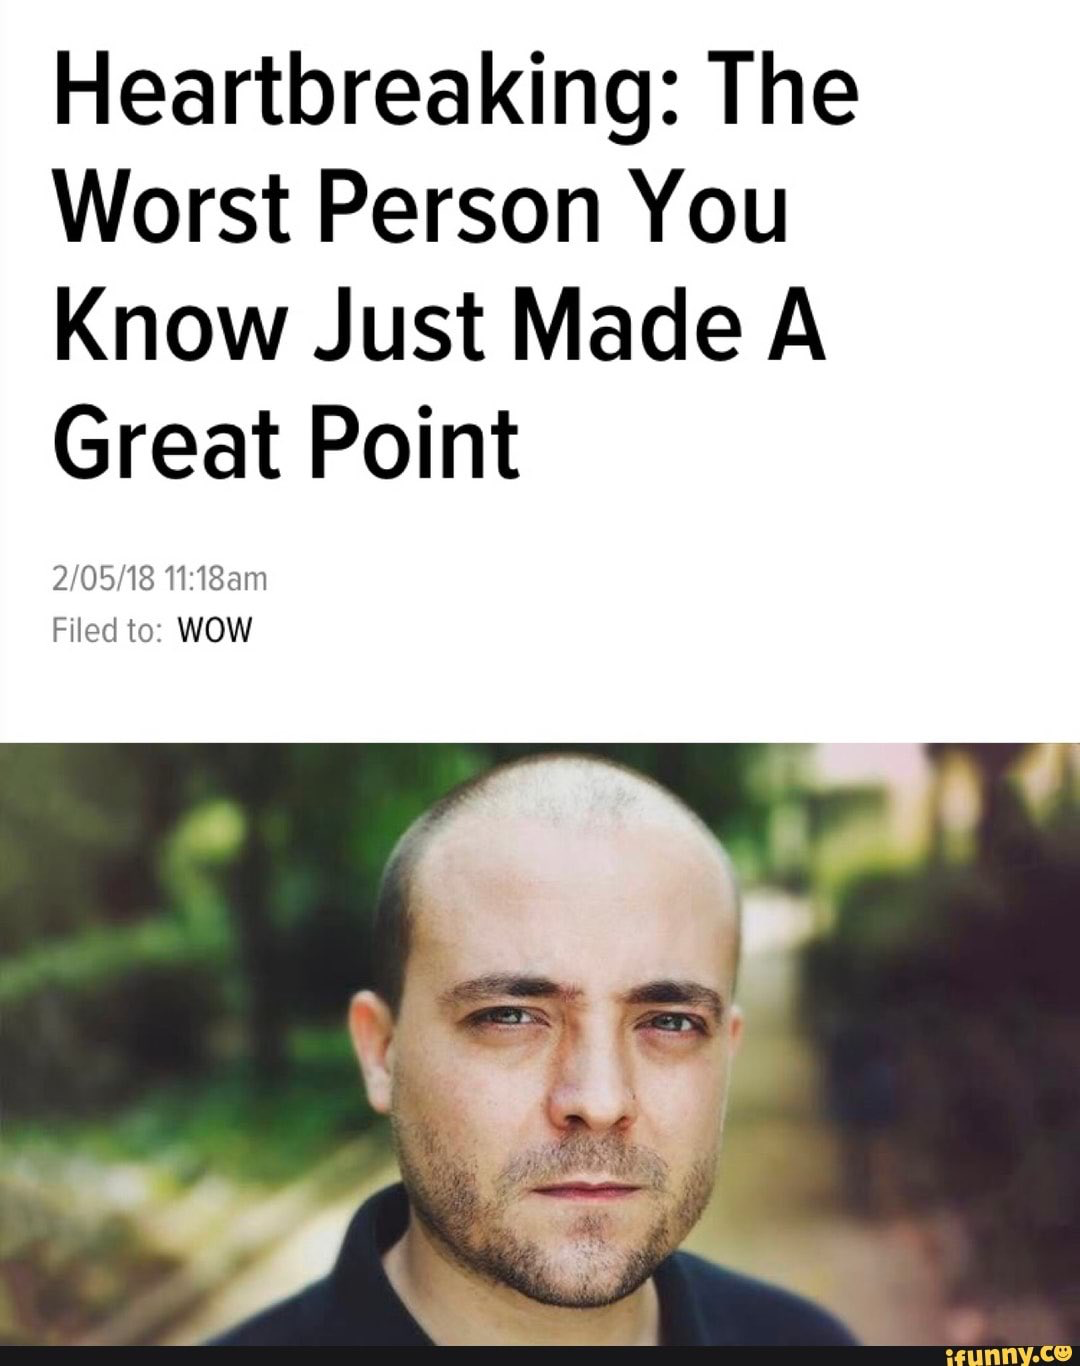 Heartbreaking: The
Worst Person You
Know Just Made A
Great Point
2/05/18 11:18am
Filed to: WOW
ifunny.co